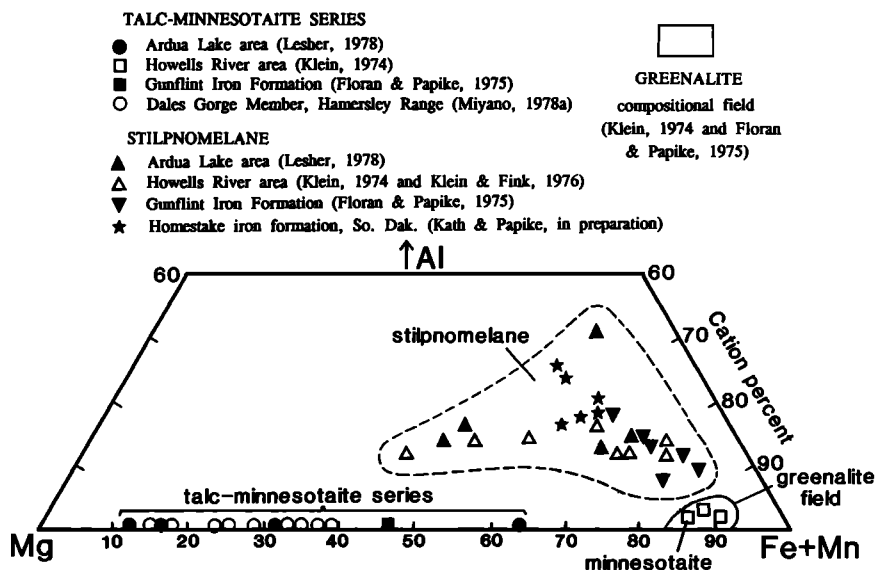 TALC-MINNESOTAITE SERIES
Ardua Lake area (Lesher, 1978)
Howells River area (Klein, 1974)
Gunflint Iron Formation (Floran & Papike, 1975)
Dales Gorge Member, Hamersley Range (Miyano, 1978a)
STILPNOMELANE
Ardua Lake area (Lesher, 1978)
Howells River area (Klein, 1974 and Klein & Fink, 1976)
Gunflint Iron Formation (Floran & Papike, 1975)
Homestake iron formation, So. Dak. (Kath & Papike, in preparation)
GREENALITE
compositional field
(Klein, 1974 and Floran
& Papike, 1975)
↑Al
60
60
stilpnomelane
70
Cation percent
80
90
talc-minnesotaite series
greenalite
field
Mg
10
20
30
40
50
60
70
80
90
Fe+Mn
minnesotaite